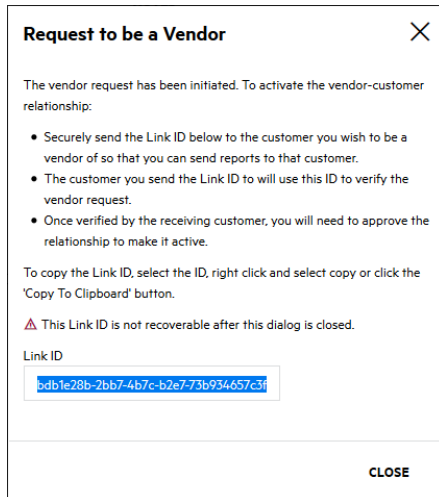 Request to be a Vendor
The vendor request has been initiated. To activate the vendor-customer
relationship:
• Securely send the Link ID below to the customer you wish to be a
vendor of so that you can send reports to that customer.
• The customer you send the Link ID to will use this ID to verify the
vendor request.
• Once verified by the receiving customer, you will need to approve the
relationship to make it active.
To copy the Link ID, select the ID, right click and select copy or click the
'Copy To Clipboard' button.
This Link ID is not recoverable after this dialog is closed.
Link ID
bdb1e28b-2bb7-4b7c-b2e7-73b934657c3f
CLOSE